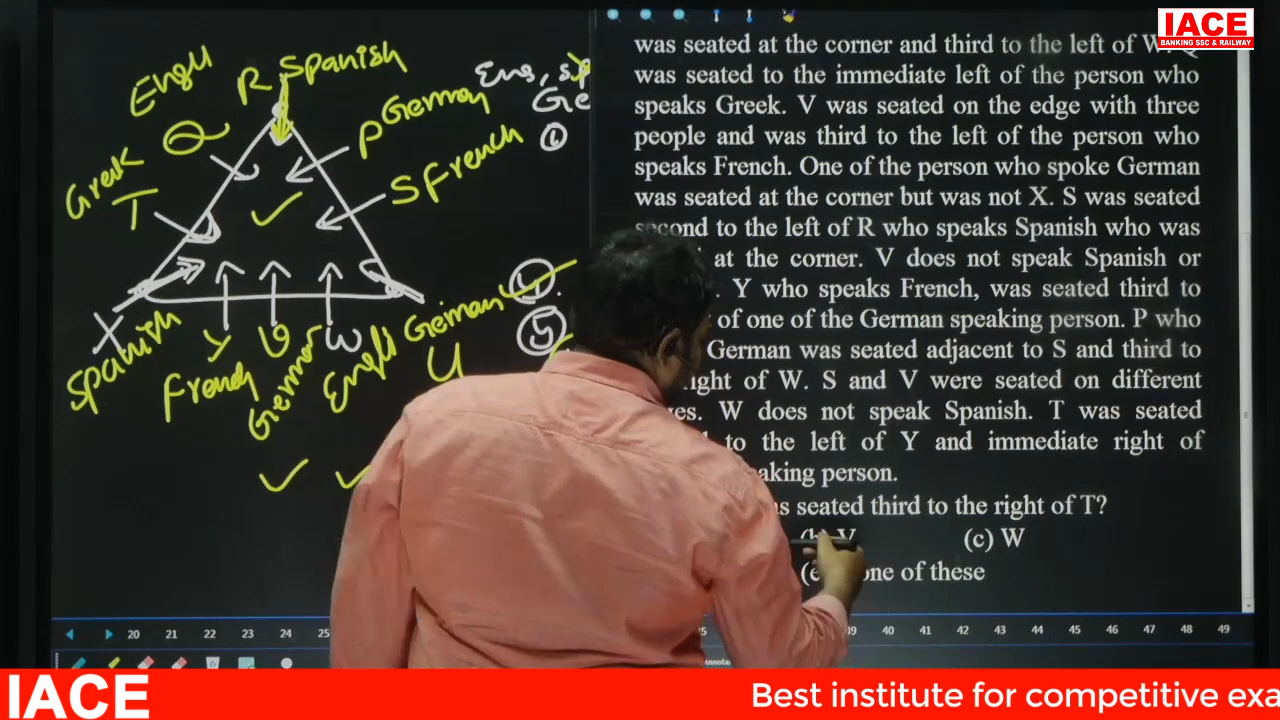 IACE
BANKING SSC & RAILWAY
was seated at the corner and third to the left of W. Q
was seated to the immediate left of the person who
speaks Greek. V was seated on the edge with three
people and was third to the left of the person who
speaks French. One of the person who spoke German
was seated at the corner but was not X. S was seated
second to the left of R who speaks Spanish who was
at the corner. V does not speak Spanish or
. Y who speaks French, was seated third to
of one of the German speaking person. P who
German was seated adjacent to S and third to
right of W. S and V were seated on different
W does not speak Spanish. T was seated
to the left of Y and immediate right of
person.
seated third to the right of T?
(b) V (c) W
of these
Engli
R Spanish
Eng, sp
Ge
6
Q
P German
Greek
T
S French
4
5
X
Spanish
Y
French
V
German
W
Engli
German
U
20 21 22 23 24 25
40 41 42 43 44 45 46 47 48 49
IACE
Best institute for competitive exa